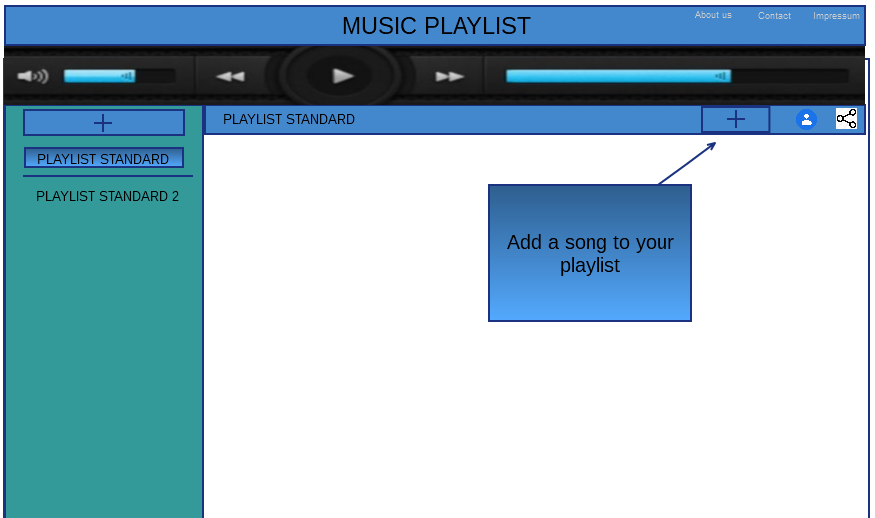 MUSIC PLAYLIST
About us
Contact
Impressum
PLAYLIST STANDARD
PLAYLIST STANDARD
PLAYLIST STANDARD 2
Add a song to your
playlist